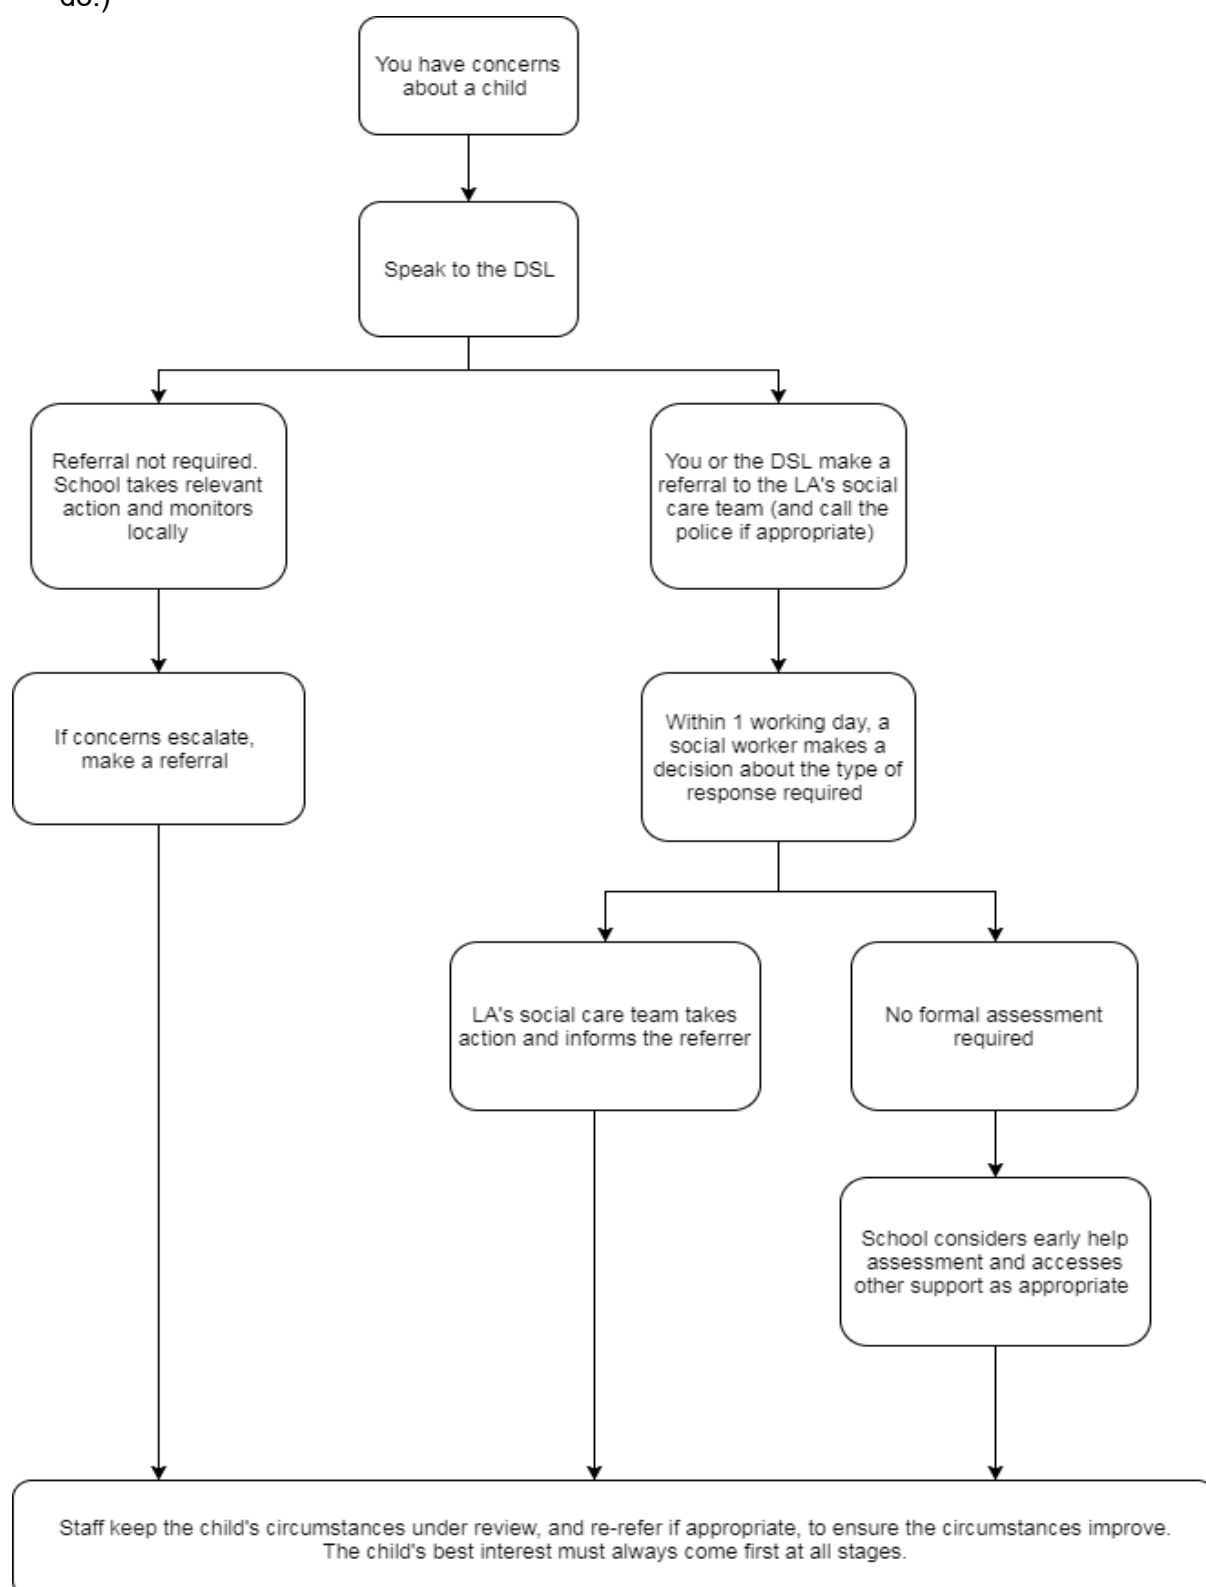 do.)
You have concerns
about a child
Speak to the DSL
Referral not required.
School takes relevant
action and monitors
locally
You or the DSL make a
referral to the LA's social
care team (and call the
police if appropriate)
If concerns escalate,
make a referral
Within 1 working day, a
social worker makes a
decision about the type of
response required
LA's social care team takes
action and informs the referrer
No formal assessment
required
School considers early help
assessment and accesses
other support as appropriate
Staff keep the child's circumstances under review, and re-refer if appropriate, to ensure the circumstances improve.
The child's best interest must always come first at all stages.